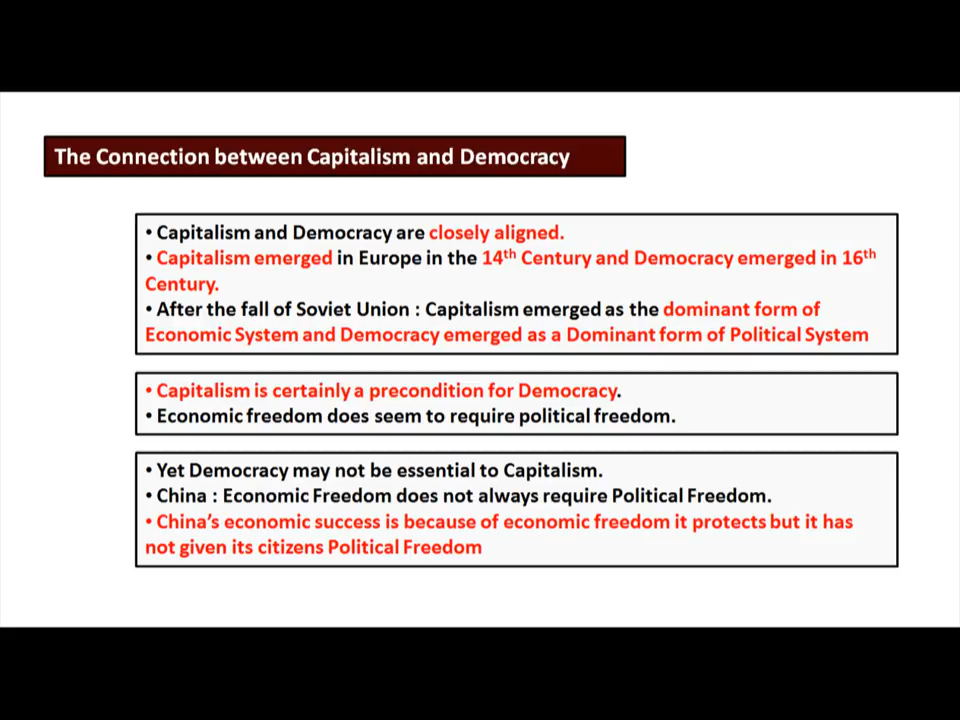 The Connection between Capitalism and Democracy
• Capitalism and Democracy are closely aligned.
• Capitalism emerged in Europe in the 14th Century and Democracy emerged in 16th
Century.
• After the fall of Soviet Union : Capitalism emerged as the dominant form of
Economic System and Democracy emerged as a Dominant form of Political System
• Capitalism is certainly a precondition for Democracy.
• Economic freedom does seem to require political freedom.
• Yet Democracy may not be essential to Capitalism.
• China : Economic Freedom does not always require Political Freedom.
• China’s economic success is because of economic freedom it protects but it has
not given its citizens Political Freedom